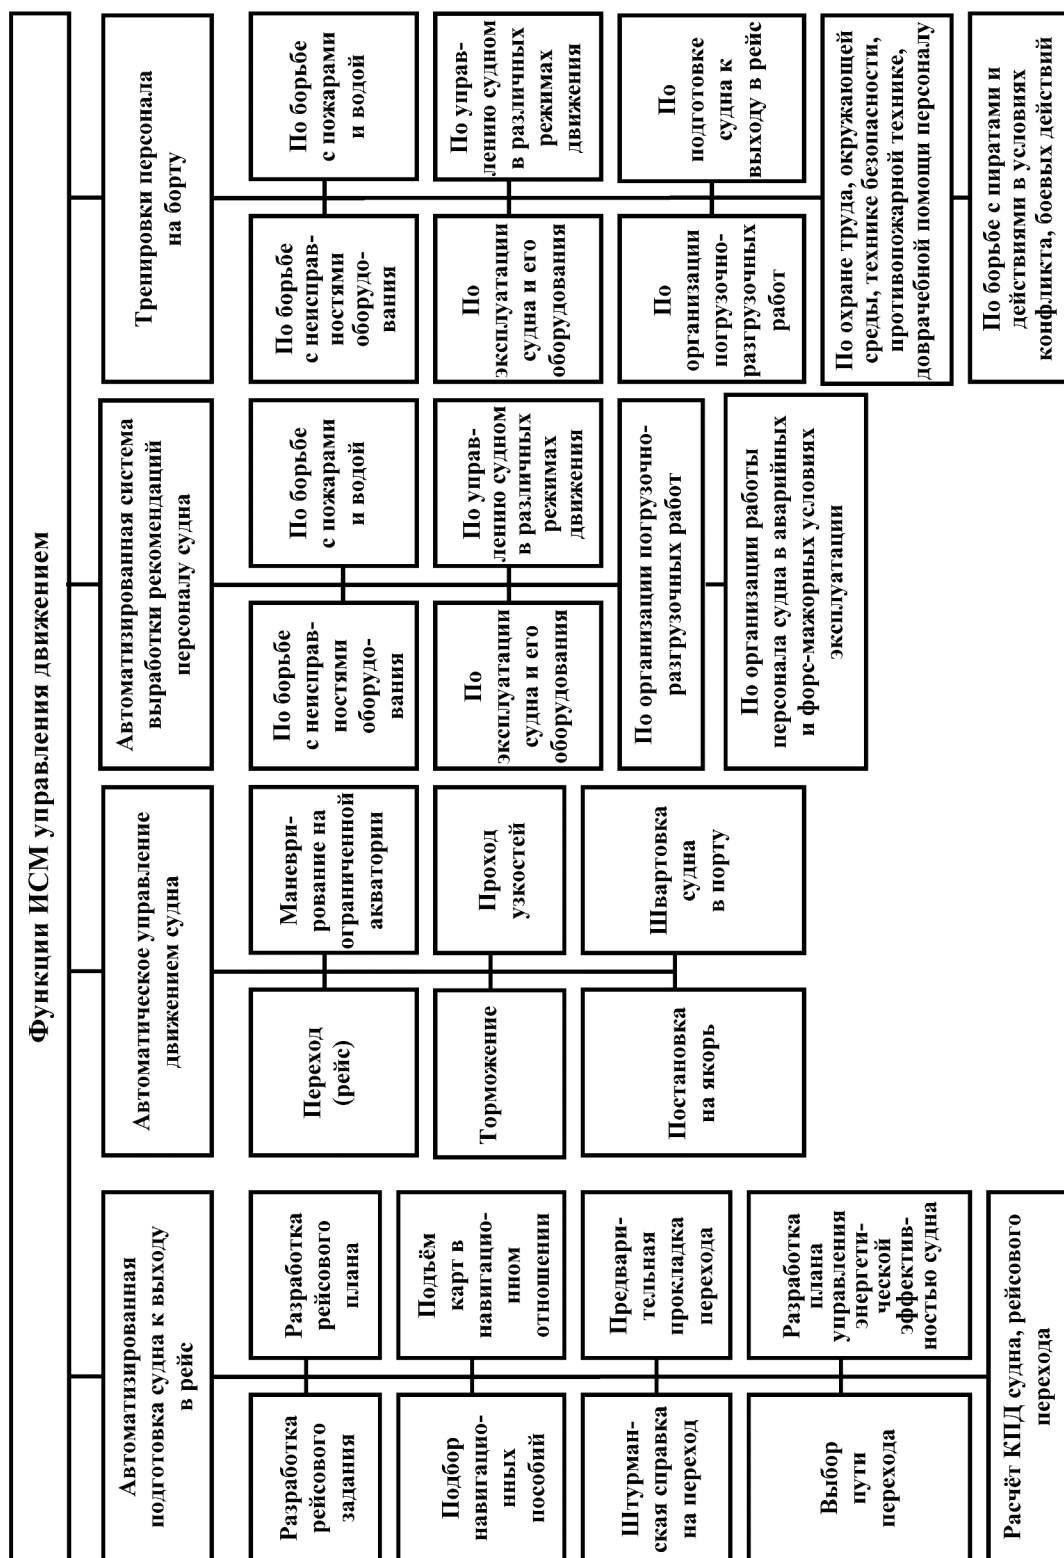 Функции ИСМ управления движением
Автоматизированная
подготовка судна к выходу
в рейс
Разработка
рейсового
задания
Разработка
рейсового
плана
Подбор
навигацио-
нных
пособий
Подъём
карт в
навигацио-
нном
отношении
Штурман-
ская справка
на переход
Предвари-
тельная
прокладка
перехода
Выбор
пути
перехода
Разработка
плана
управления
энергети-
ческой
эффектив-
ностью судна
Расчёт КПД судна, рейсового
перехода
Автоматическое управление
движением судна
Переход
(рейс)
Маневри-
рование на
ограниченной
акватории
Торможение
Проход
узкостей
Постановка
на якорь
Швартовка
судна
в порту
Автоматизированная система
выработки рекомендаций
персоналу судна
По борьбе
с неисправ-
ностями
оборудо-
вания
По борьбе
с пожарами
и водой
По
эксплуатации
судна и его
оборудования
По управ-
лению судном
в различных
режимах
движения
По организации погрузочно-
разгрузочных работ
По организации работы
персонала судна в аварийных
и форс-мажорных условиях
эксплуатации
Тренировки персонала
на борту
По борьбе
с неисправ-
ностями
оборудо-
вания
По борьбе
с пожарами
и водой
По
эксплуатации
судна и его
оборудования
По управ-
лению судном
в различных
режимах
движения
По
организации
погрузочно-
разгрузочных
работ
По
подготовке
судна к
выходу в рейс
По охране труда, окружающей
среды, технике безопасности,
противопожарной технике,
доврачебной помощи персоналу
По борьбе с пиратами и
действиями в условиях
конфликта, боевых действий